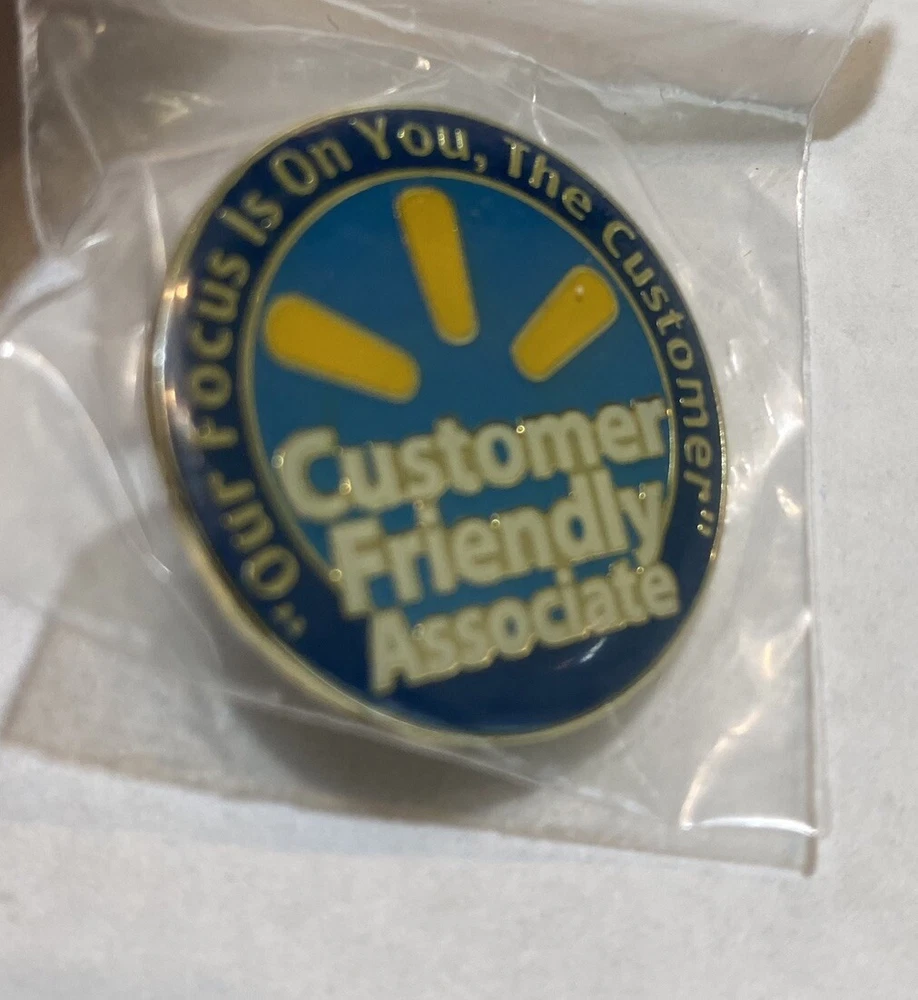 "Our Focus Is On You, The Customer"
Customer
Friendly
Associate